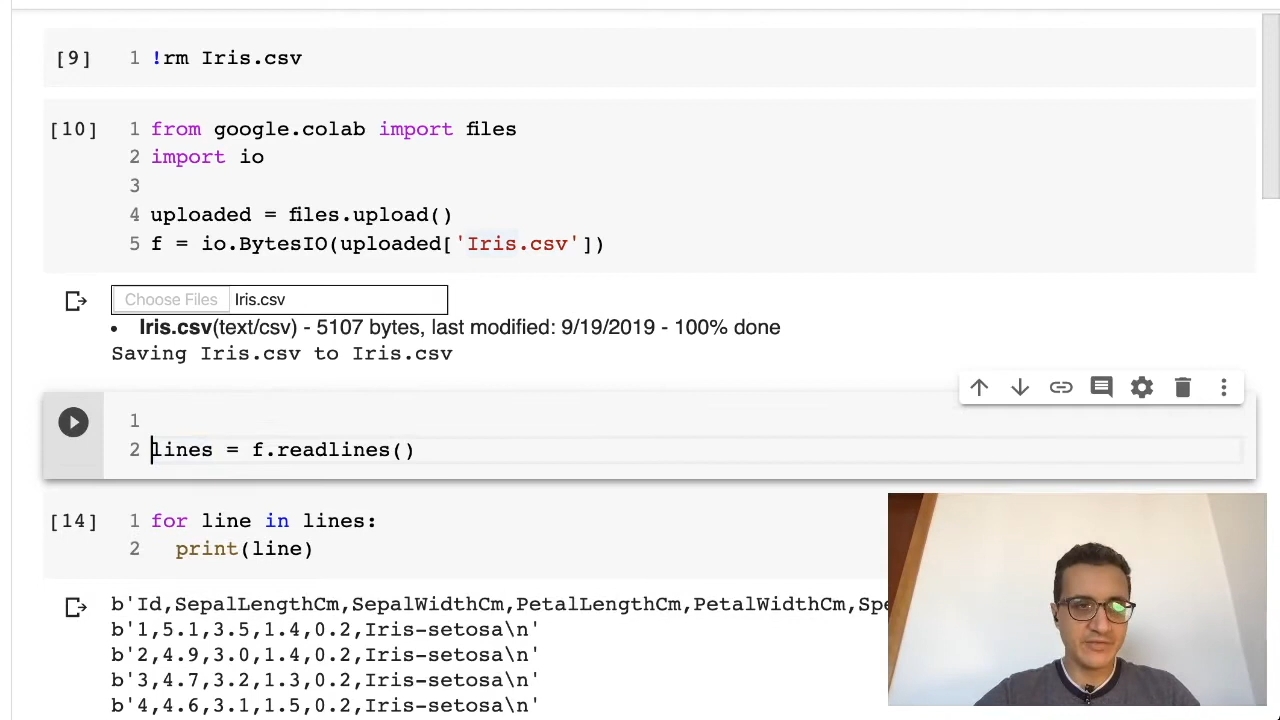 [9] 1 !rm Iris.csv
[10] 1 from google.colab import files
2 import io
3
4 uploaded = files.upload()
5 f = io.BytesIO(uploaded['Iris.csv'])
Choose Files Iris.csv
• Iris.csv(text/csv) - 5107 bytes, last modified: 9/19/2019 - 100% done
Saving Iris.csv to Iris.csv
1
2 lines = f.readlines()
[14] 1 for line in lines:
2 print(line)
b'Id,SepalLengthCm,SepalWidthCm,PetalLengthCm,PetalWidthCm,Spe
b'1,5.1,3.5,1.4,0.2,Iris-setosa\n'
b'2,4.9,3.0,1.4,0.2,Iris-setosa\n'
b'3,4.7,3.2,1.3,0.2,Iris-setosa\n'
b'4,4.6,3.1,1.5,0.2,Iris-setosa\n'